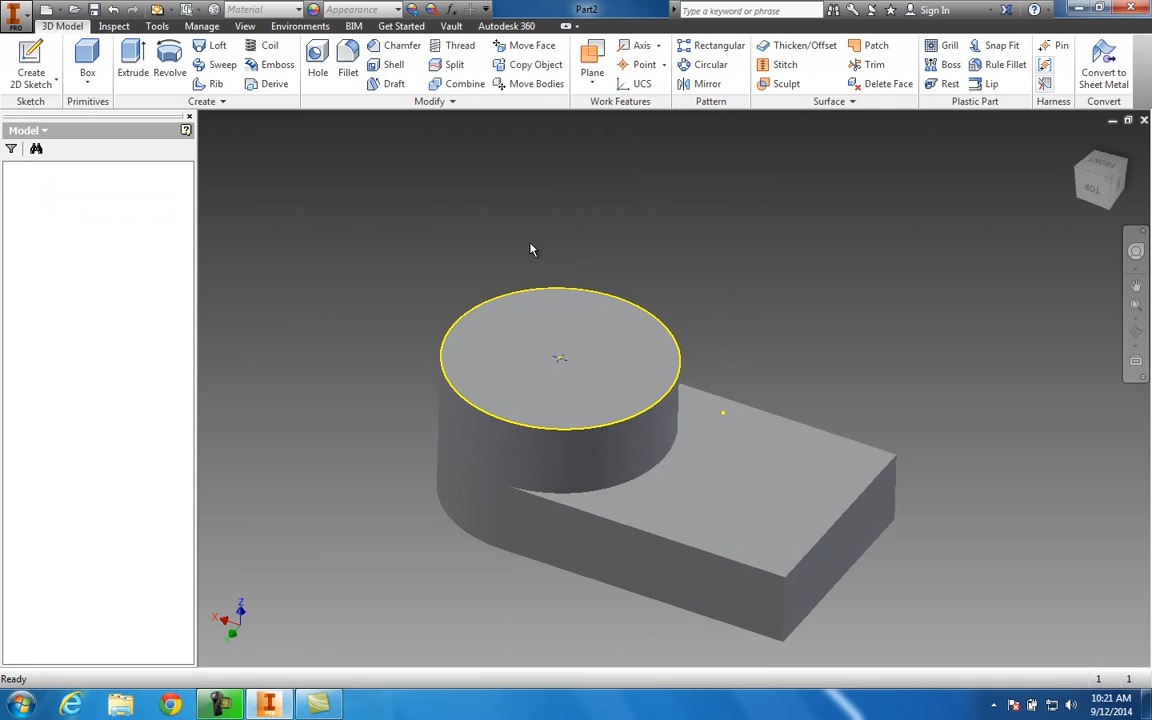 Material
Appearance
Part2
Type a keyword or phrase
Sign In
PRO
3D Model
Inspect
Tools
Manage
View
Environments
BIM
Get Started
Vault
Autodesk 360
Create 2D Sketch
Box
Extrude
Revolve
Loft
Sweep
Rib
Coil
Emboss
Derive
Hole
Fillet
Chamfer
Shell
Draft
Thread
Split
Combine
Move Face
Copy Object
Move Bodies
Plane
Axis
Point
UCS
Rectangular
Circular
Mirror
Thicken/Offset
Stitch
Sculpt
Patch
Trim
Delete Face
Grill
Boss
Rest
Snap Fit
Rule Fillet
Lip
Pin
Convert to Sheet Metal
Sketch
Primitives
Create
Modify
Work Features
Pattern
Surface
Plastic Part
Harness
Convert
Model
FRONT
TOP
Z
X
Y
Ready
1
1
10:21 AM
9/12/2014